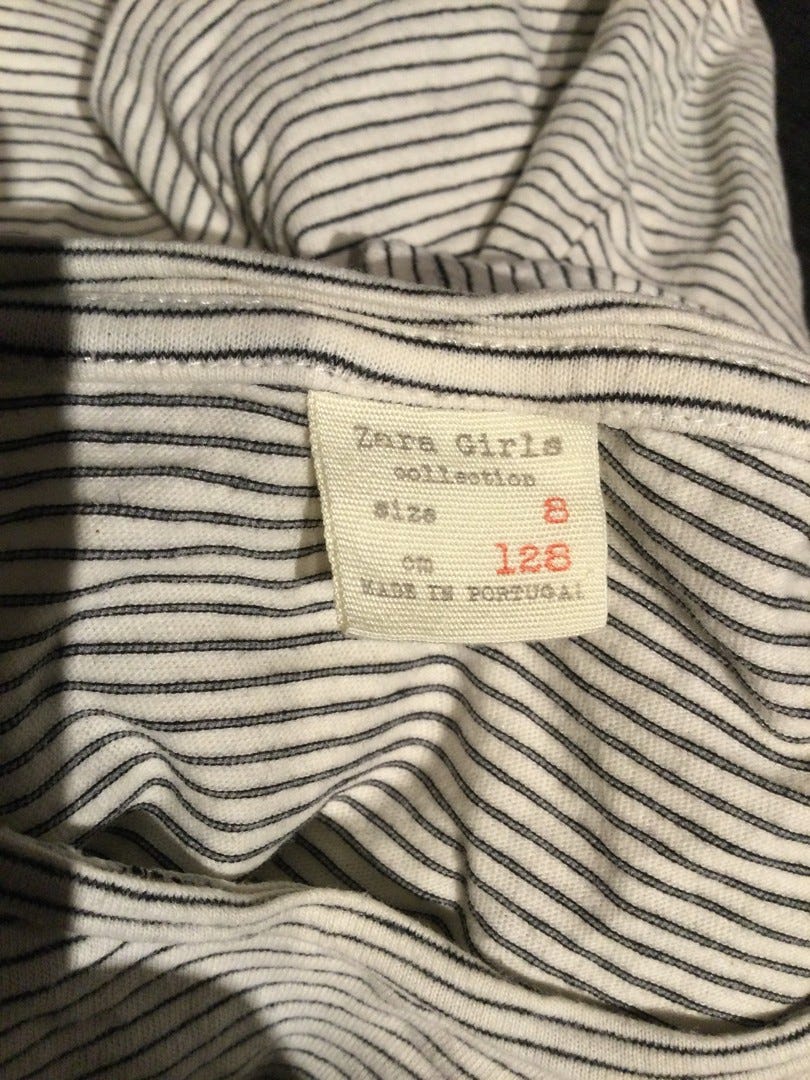 Zara Girls
collection
size 8
cm 128
MADE IN PORTUGAL